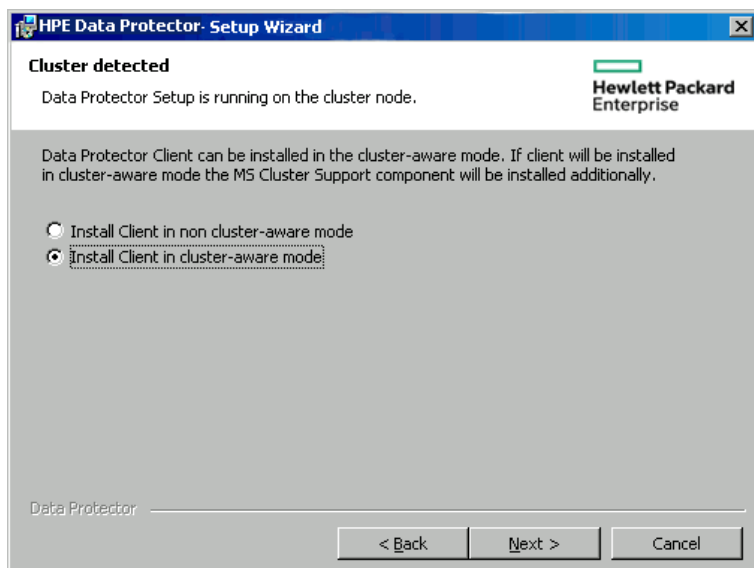 HPE Data Protector- Setup Wizard
Cluster detected
Data Protector Setup is running on the cluster node.
Hewlett Packard
Enterprise
Data Protector Client can be installed in the cluster-aware mode. If client will be installed
in cluster-aware mode the MS Cluster Support component will be installed additionally.
Install Client in non cluster-aware mode
Install Client in cluster-aware mode
Data Protector
< Back
Next >
Cancel